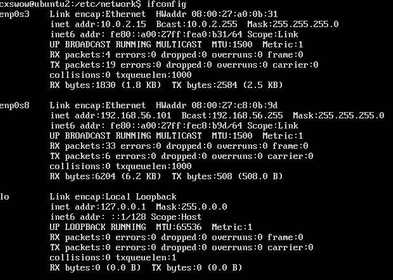 cxswow@ubuntu2:/etc/network$ ifconfig
enp0s3 Link encap:Ethernet HWaddr 08:00:27:a0:0b:31
inet addr:10.0.2.15 Bcast:10.0.2.255 Mask:255.255.255.0
inet6 addr: fe80::a00:27ff:fea0:b31/64 Scope:Link
UP BROADCAST RUNNING MULTICAST MTU:1500 Metric:1
RX packets:4 errors:0 dropped:0 overruns:0 frame:0
TX packets:19 errors:0 dropped:0 overruns:0 carrier:0
collisions:0 txqueuelen:1000
RX bytes:1830 (1.8 KB) TX bytes:2584 (2.5 KB)
enp0s8 Link encap:Ethernet HWaddr 08:00:27:c8:0b:9d
inet addr:192.168.56.101 Bcast:192.168.56.255 Mask:255.255.255.0
inet6 addr: fe80::a00:27ff:fec8:b9d/64 Scope:Link
UP BROADCAST RUNNING MULTICAST MTU:1500 Metric:1
RX packets:33 errors:0 dropped:0 overruns:0 frame:0
TX packets:6 errors:0 dropped:0 overruns:0 carrier:0
collisions:0 txqueuelen:1000
RX bytes:6204 (6.2 KB) TX bytes:508 (508.0 B)
lo Link encap:Local Loopback
inet addr:127.0.0.1 Mask:255.0.0.0
inet6 addr: ::1/128 Scope:Host
UP LOOPBACK RUNNING MTU:65536 Metric:1
RX packets:0 errors:0 dropped:0 overruns:0 frame:0
TX packets:0 errors:0 dropped:0 overruns:0 carrier:0
collisions:0 txqueuelen:1
RX bytes:0 (0.0 B) TX bytes:0 (0.0 B)